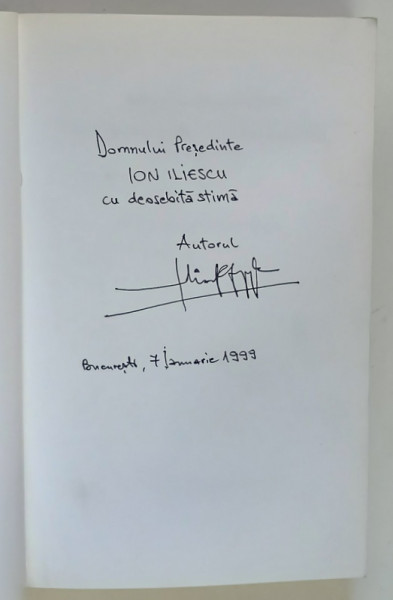 Domnului Președinte
ION ILIESCU
cu deosebită stimă
Autorul
București, 7 Ianuarie 1999